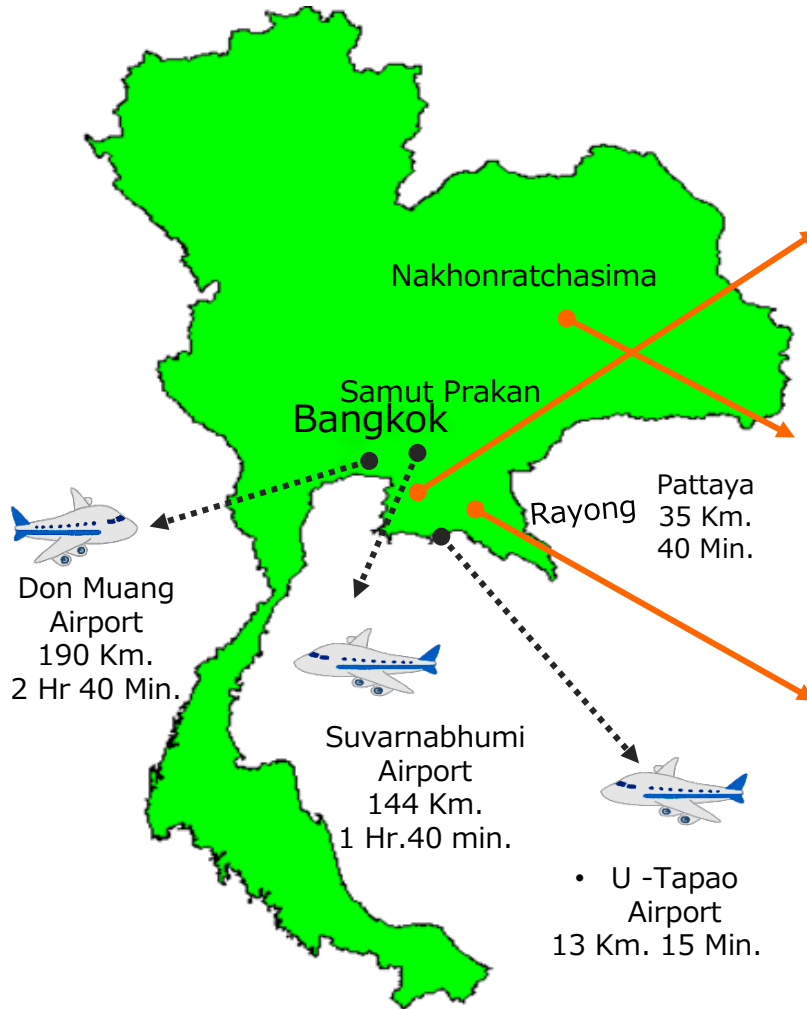 Nakhonratchasima
Samut Prakan
Bangkok
Rayong
Pattaya
35 Km.
40 Min.
Don Muang
Airport
190 Km.
2 Hr 40 Min.
Suvarnabhumi
Airport
144 Km.
1 Hr.40 min.
• U -Tapao
Airport
13 Km. 15 Min.